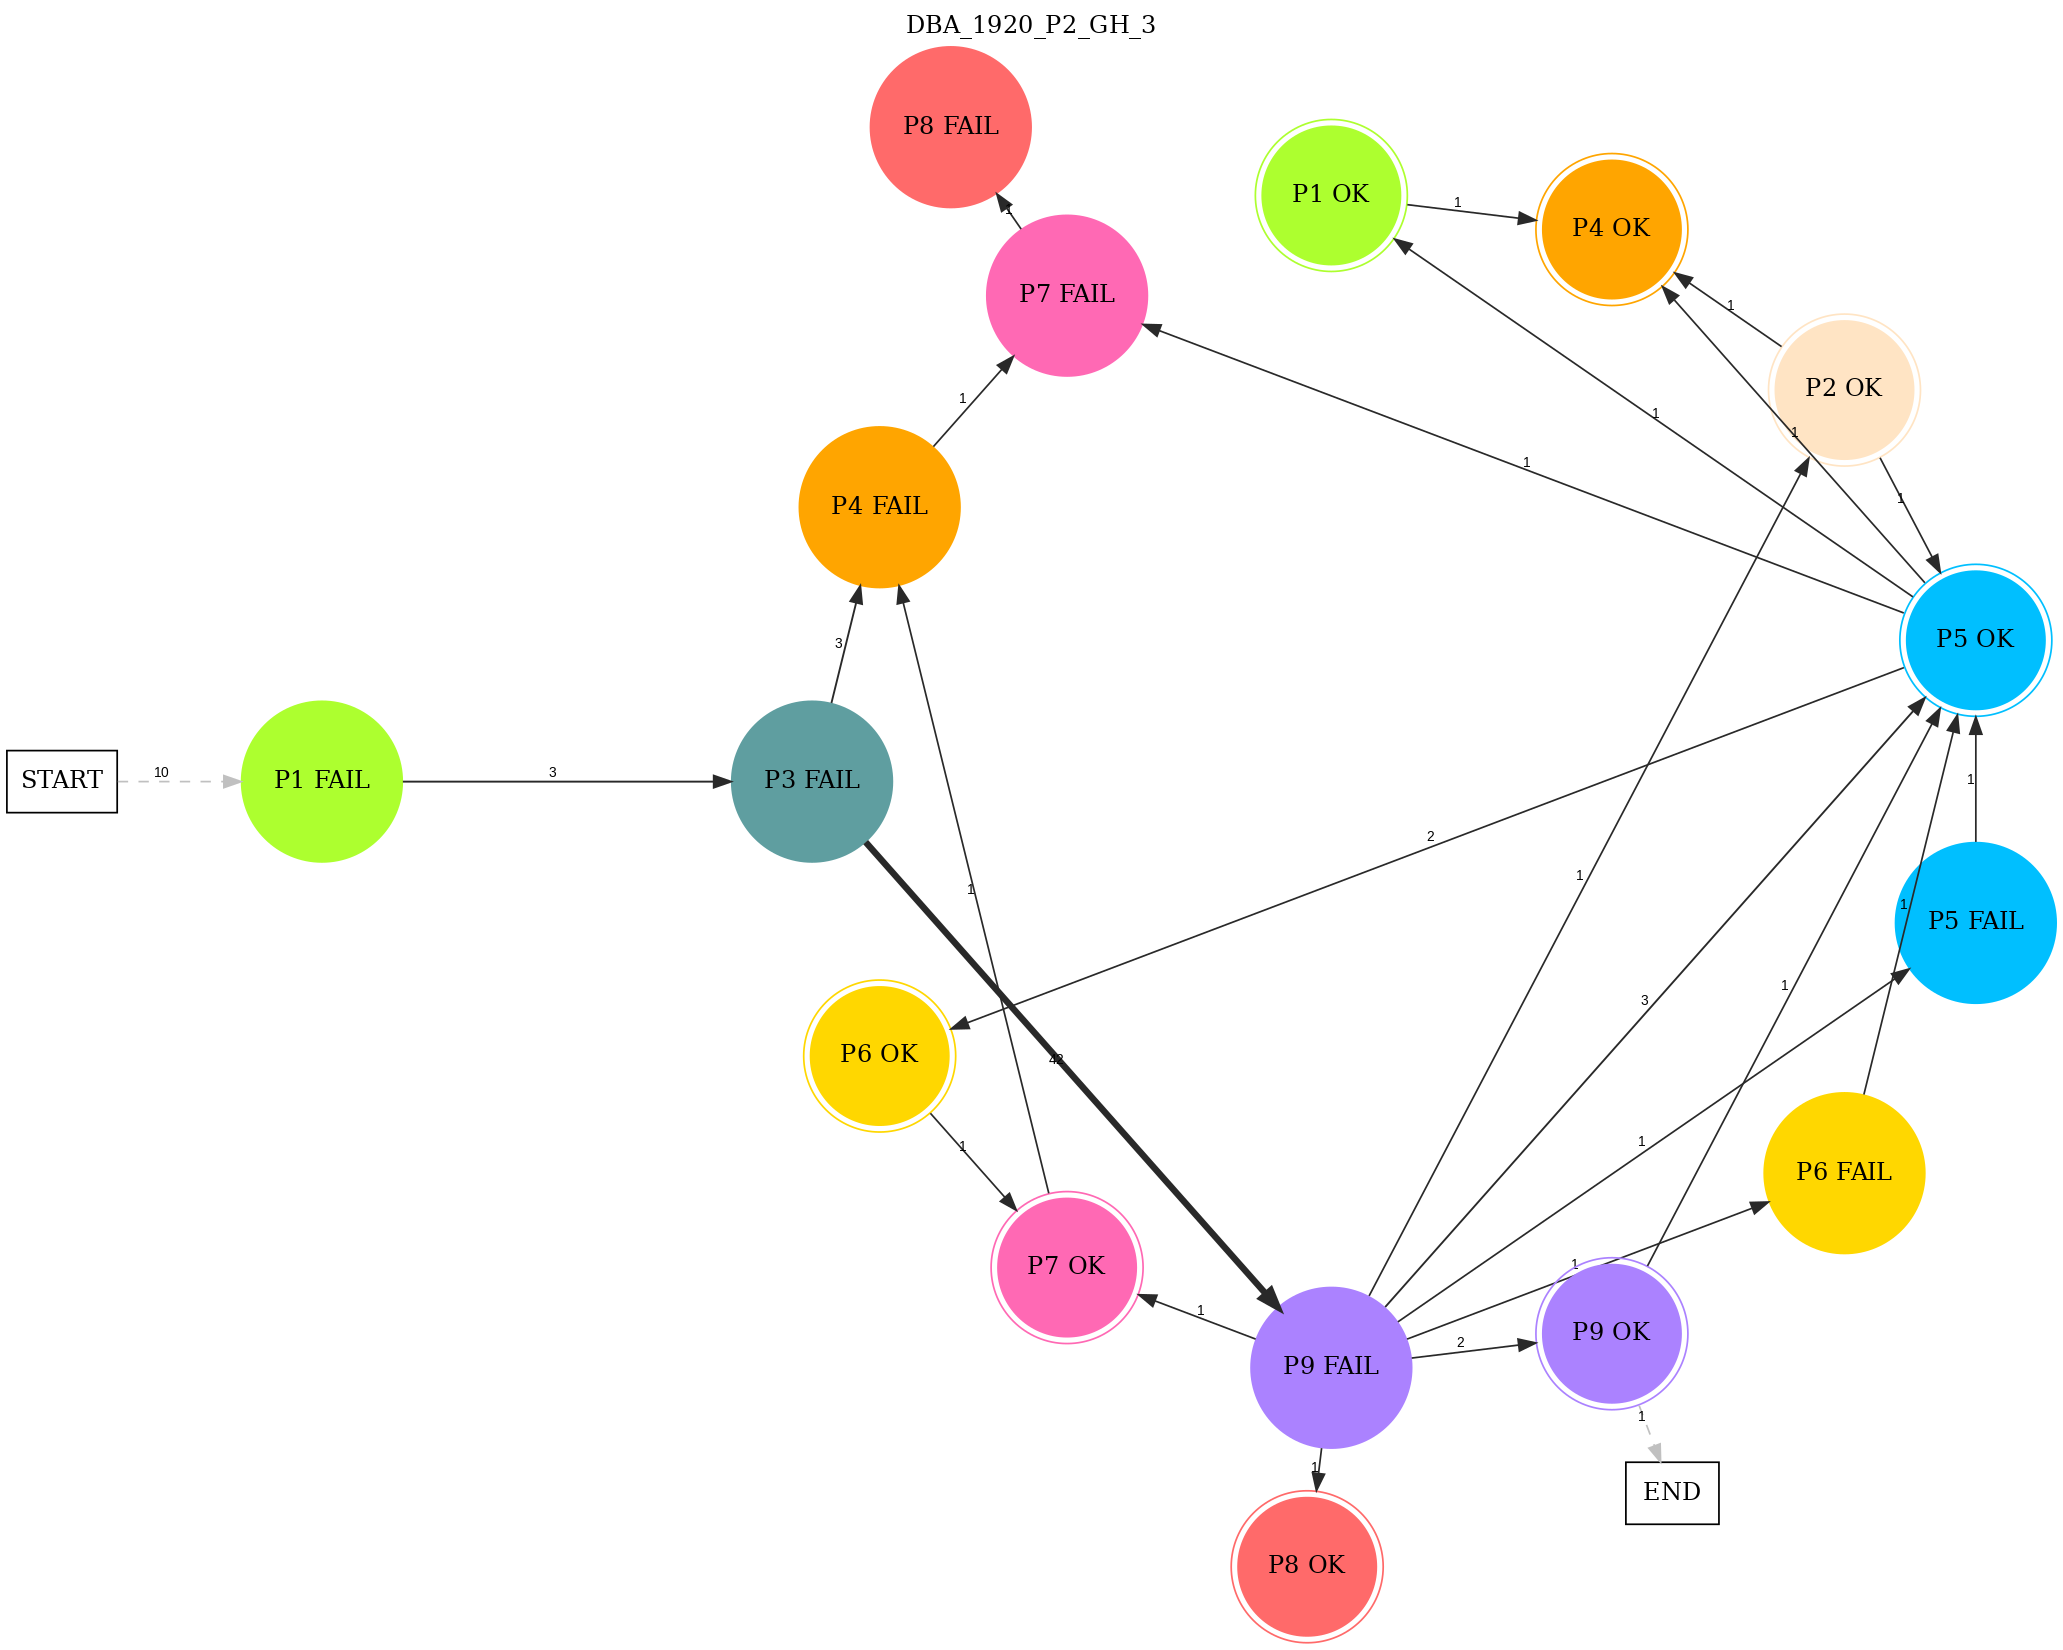 DBA_1920_P2_GH_3
P8 FAIL
P1 OK
1
1
P4 OK
P7 FAIL
1
P2 OK
1
1
1
1
P4 FAIL
1
P5 OK
3
START
10
P1 FAIL
3
P3 FAIL
1
2
1
1
1
P5 FAIL
1
3
P6 OK
42
1
1
1
P6 FAIL
P7 OK
1
1
P9 FAIL
2
P9 OK
1
1
END
P8 OK